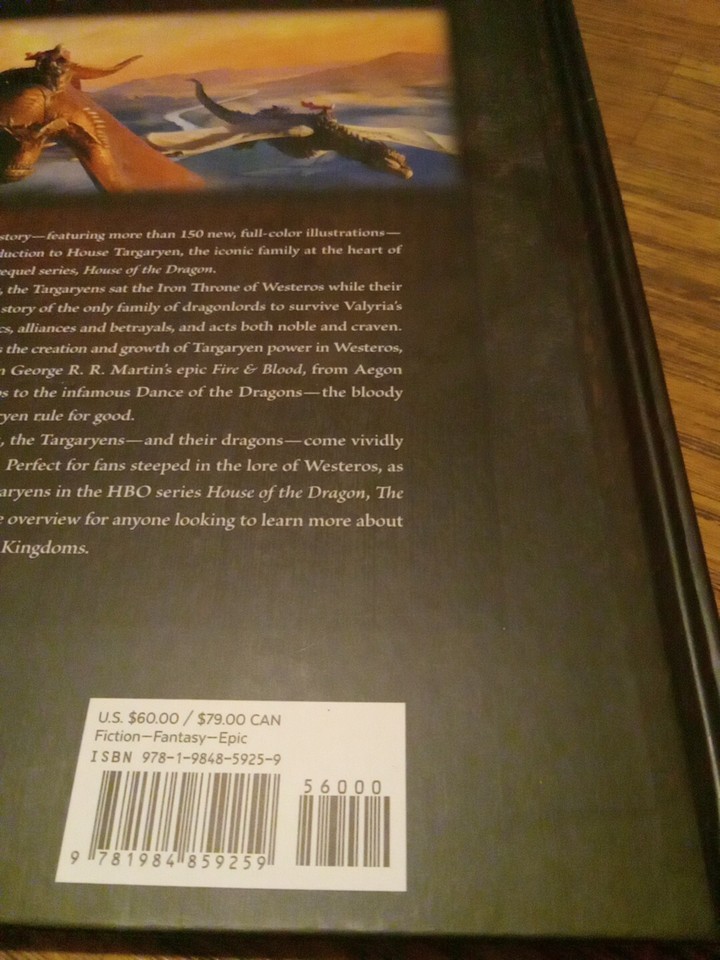 story—featuring more than 150 new, full-color illustrations—
duction to House Targaryen, the iconic family at the heart of
requel series, House of the Dragon.
, the Targaryens sat the Iron Throne of Westeros while their
story of the only family of dragonlords to survive Valyria's
cs, alliances and betrayals, and acts both noble and craven.
s the creation and growth of Targaryen power in Westeros,
n George R. R. Martin's epic Fire & Blood, from Aegon
os to the infamous Dance of the Dragons—the bloody
ryen rule for good.
, the Targaryens—and their dragons—come vividly
Perfect for fans steeped in the lore of Westeros, as
garyens in the HBO series House of the Dragon, The
e overview for anyone looking to learn more about
Kingdoms.
U.S. $60.00 / $79.00 CAN
Fiction—Fantasy—Epic
ISBN 978-1-9848-5925-9
56000
9 781984 859259